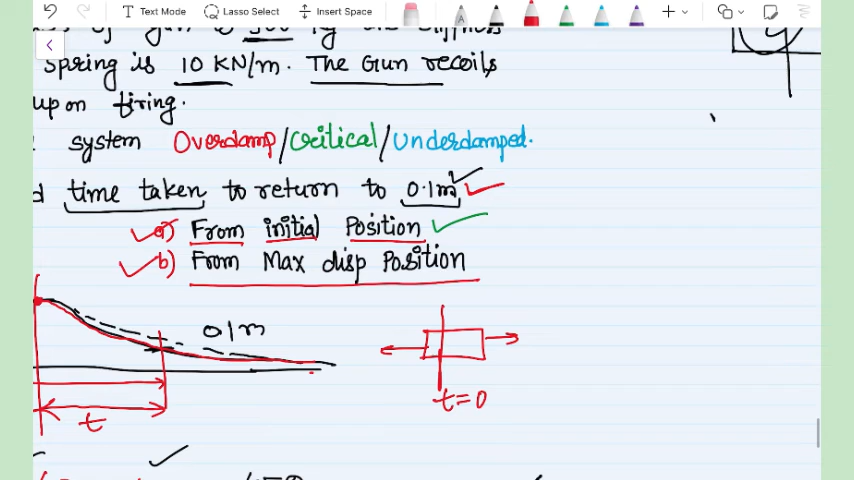 Text Mode Lasso Select Insert Space
Spring is 10 KN/m. The Gun recoils
upon firing.
system Overdamp/Critical/Underdamped.
time taken to return to 0.1m
a) From initial Position
b) From Max disp Position
0.1m
t=0
t